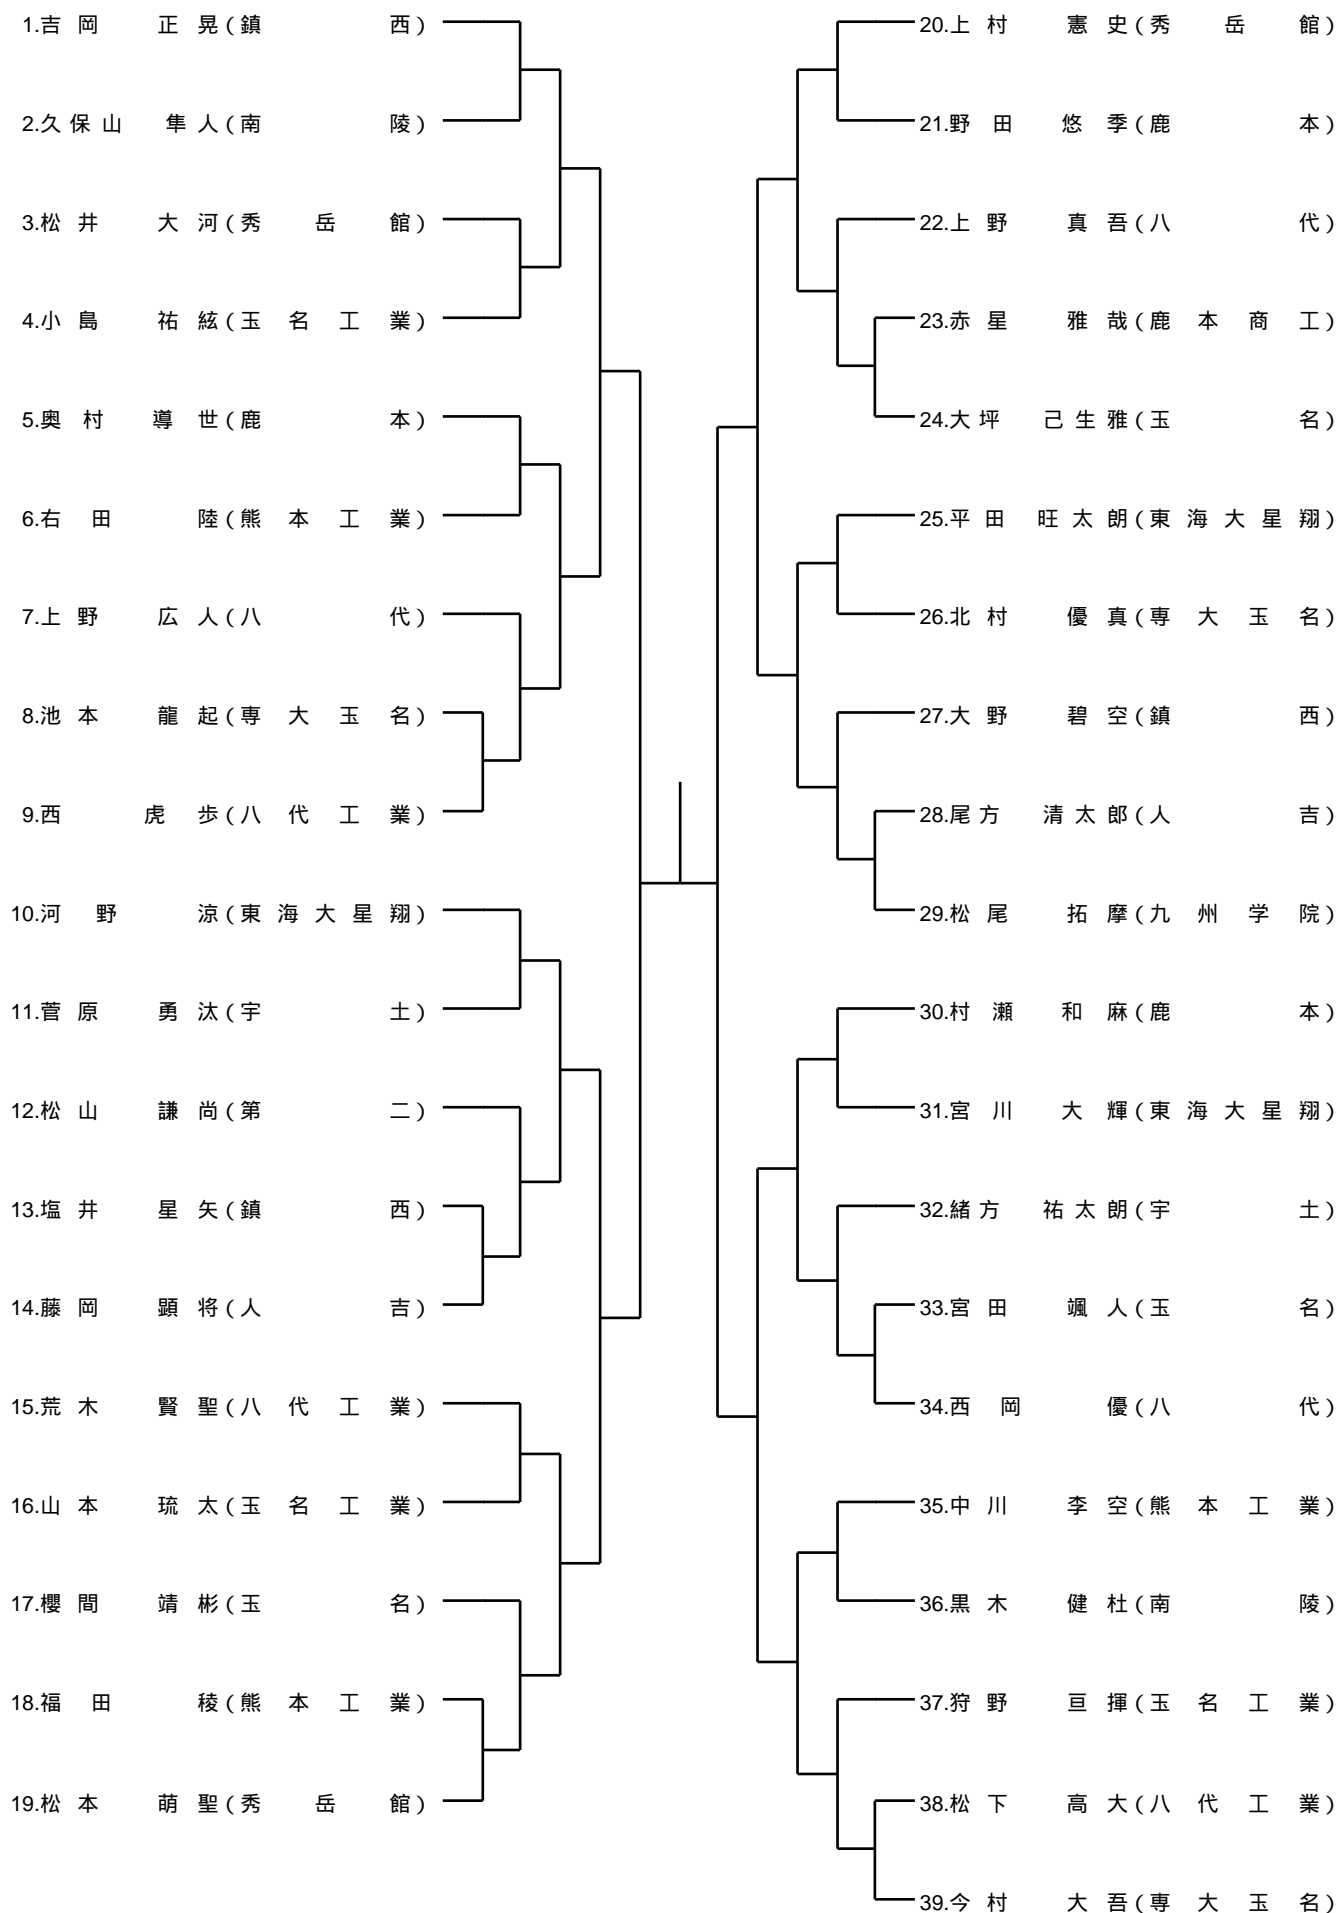 1.吉岡 正晃(鎮西)
2.久保山 隼人(南陵)
3.松井 大河(秀岳館)
4.小島 祐絃(玉名工業)
5.奥村 導世(鹿本)
6.右田 陸(熊本工業)
7.上野 広人(八代)
8.池本 龍起(専大玉名)
9.西 虎歩(八代工業)
10.河野 涼(東海大星翔)
11.菅原 勇汰(宇土)
12.松山 謙尚(第二)
13.塩井 星矢(鎮西)
14.藤岡 顕将(人吉)
15.荒木 賢聖(八代工業)
16.山本 琉太(玉名工業)
17.櫻間 靖彬(玉名)
18.福田 稜(熊本工業)
19.松本 萌聖(秀岳館)
20.上村 憲史(秀岳館)
21.野田 悠季(鹿本)
22.上野 真吾(八代)
23.赤星 雅哉(鹿本商工)
24.大坪 己生雅(玉名)
25.平田 旺太朗(東海大星翔)
26.北村 優真(専大玉名)
27.大野 碧空(鎮西)
28.尾方 清太郎(人吉)
29.松尾 拓摩(九州学院)
30.村瀬 和麻(鹿本)
31.宮川 大輝(東海大星翔)
32.緒方 祐太朗(宇土)
33.宮田 颯人(玉名)
34.西岡 優(八代)
35.中川 李空(熊本工業)
36.黒木 健杜(南陵)
37.狩野 亘揮(玉名工業)
38.松下 高大(八代工業)
39.今村 大吾(専大玉名)